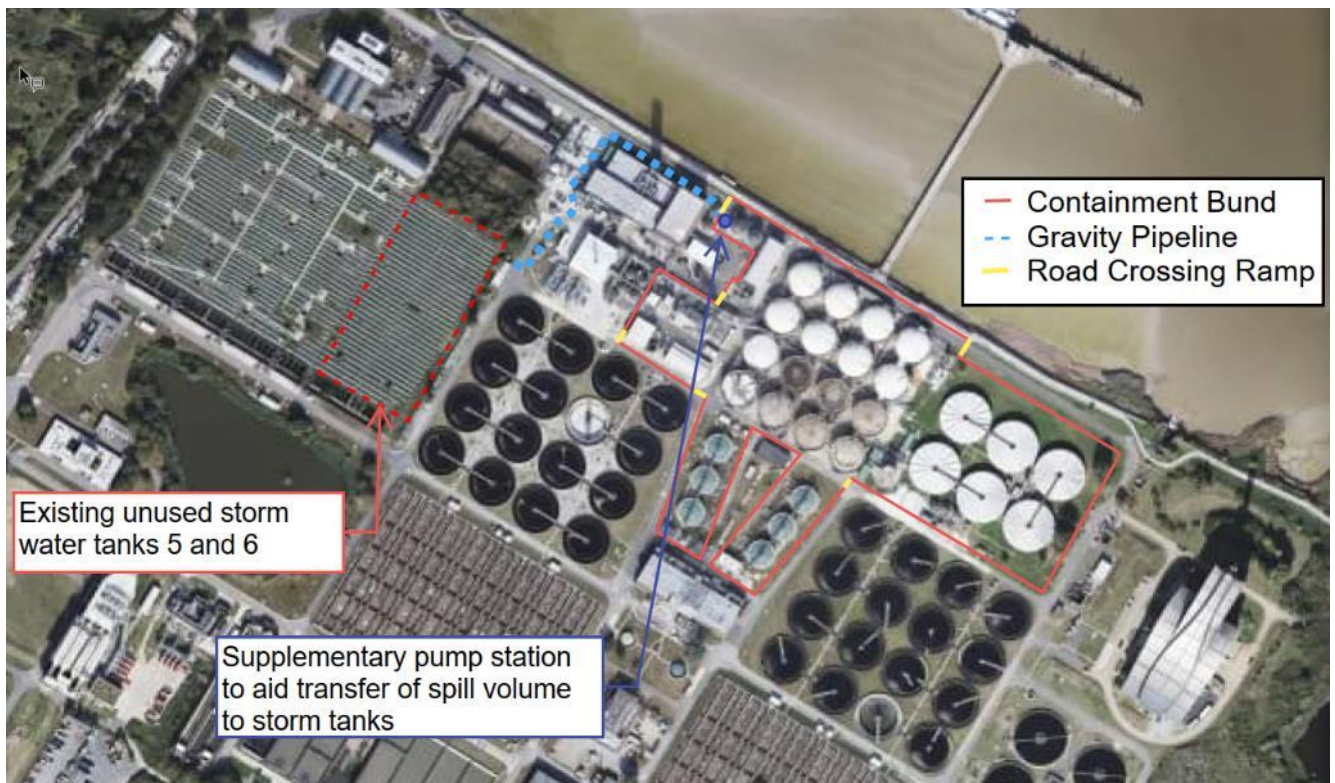 Containment Bund
Gravity Pipeline
Road Crossing Ramp
Existing unused storm
water tanks 5 and 6
Supplementary pump station
to aid transfer of spill volume
to storm tanks